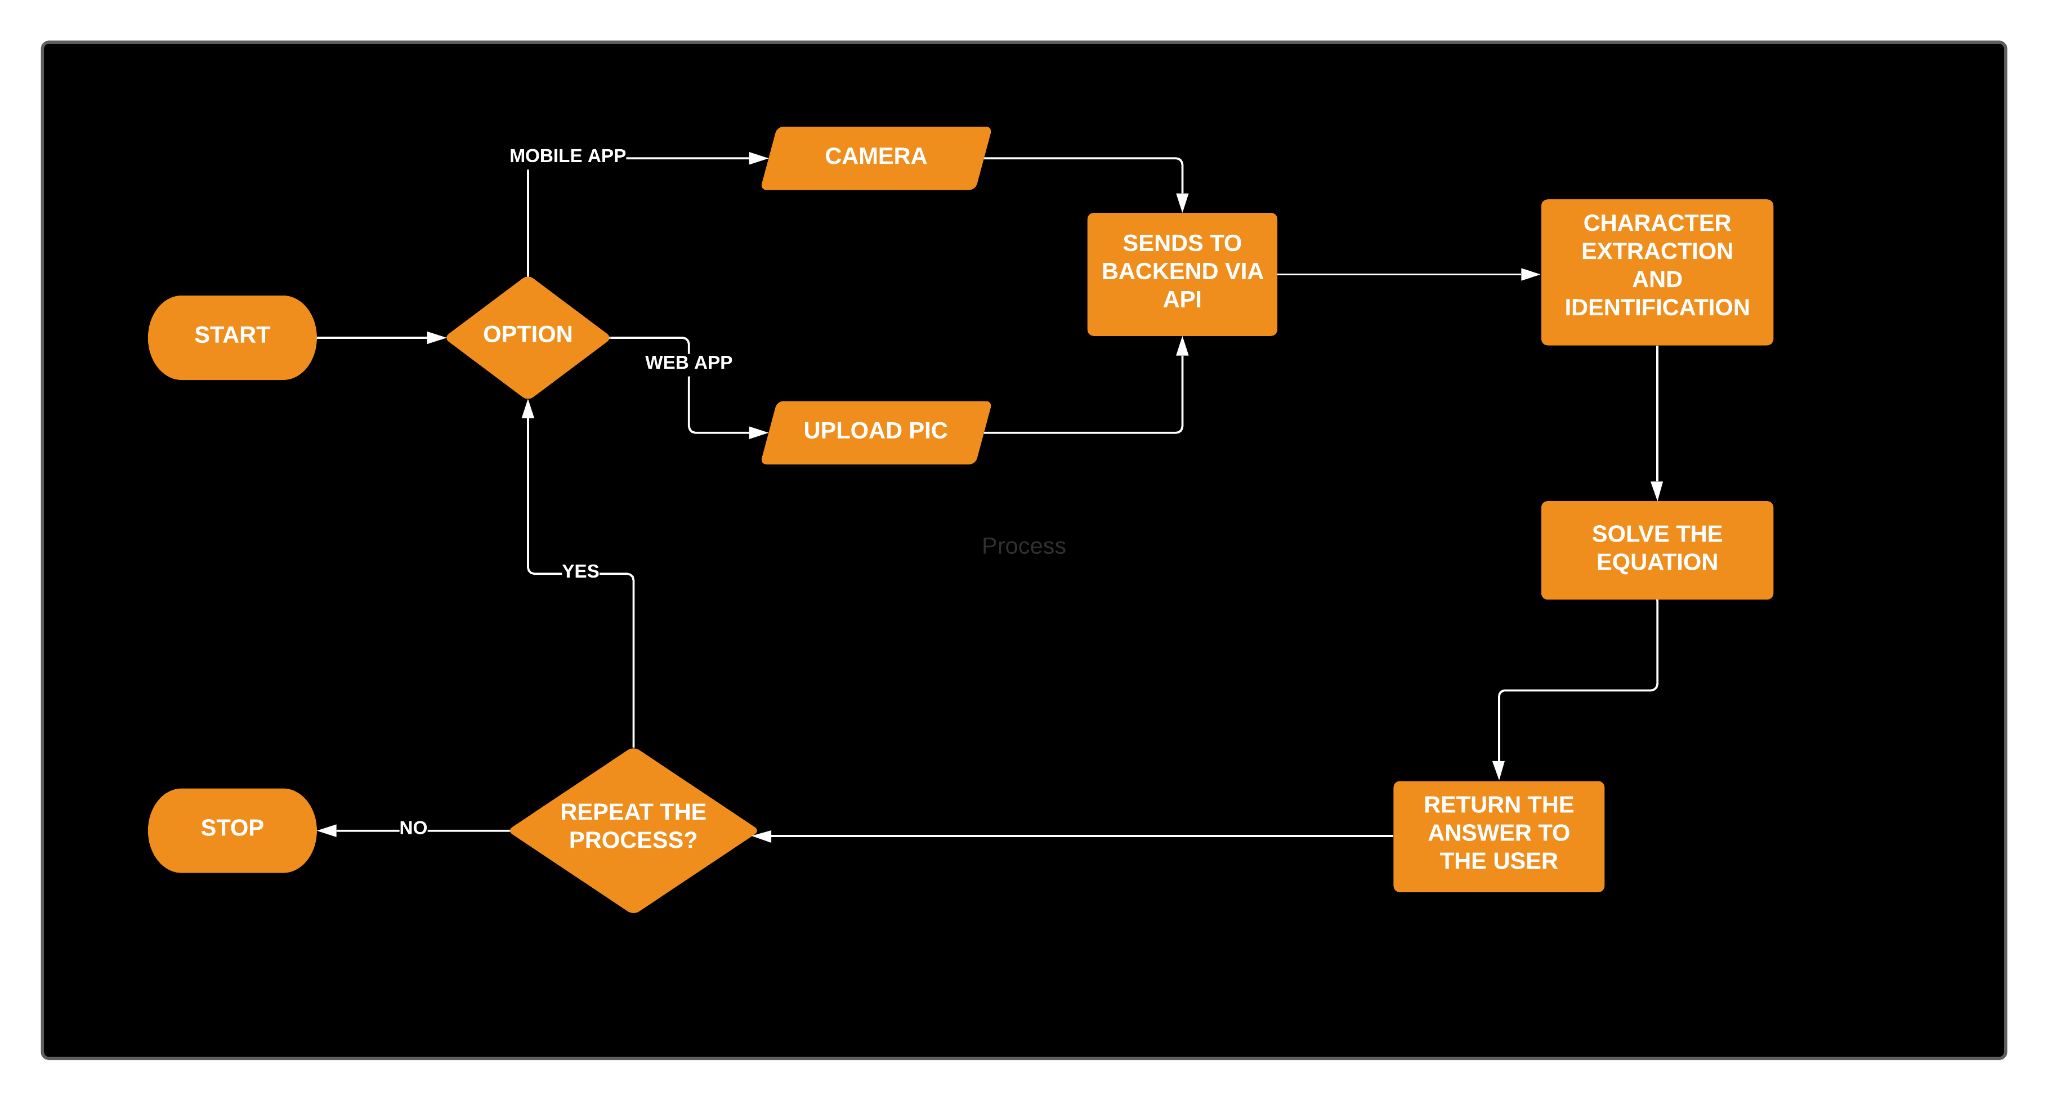 MOBILE APP
CAMERA
SENDS TO
BACKEND VIA
API
CHARACTER
EXTRACTION
AND
IDENTIFICATION
START
OPTION
WEB APP
UPLOAD PIC
Process
SOLVE THE
EQUATION
YES
REPEAT THE
PROCESS?
NO
STOP
RETURN THE
ANSWER TO
THE USER